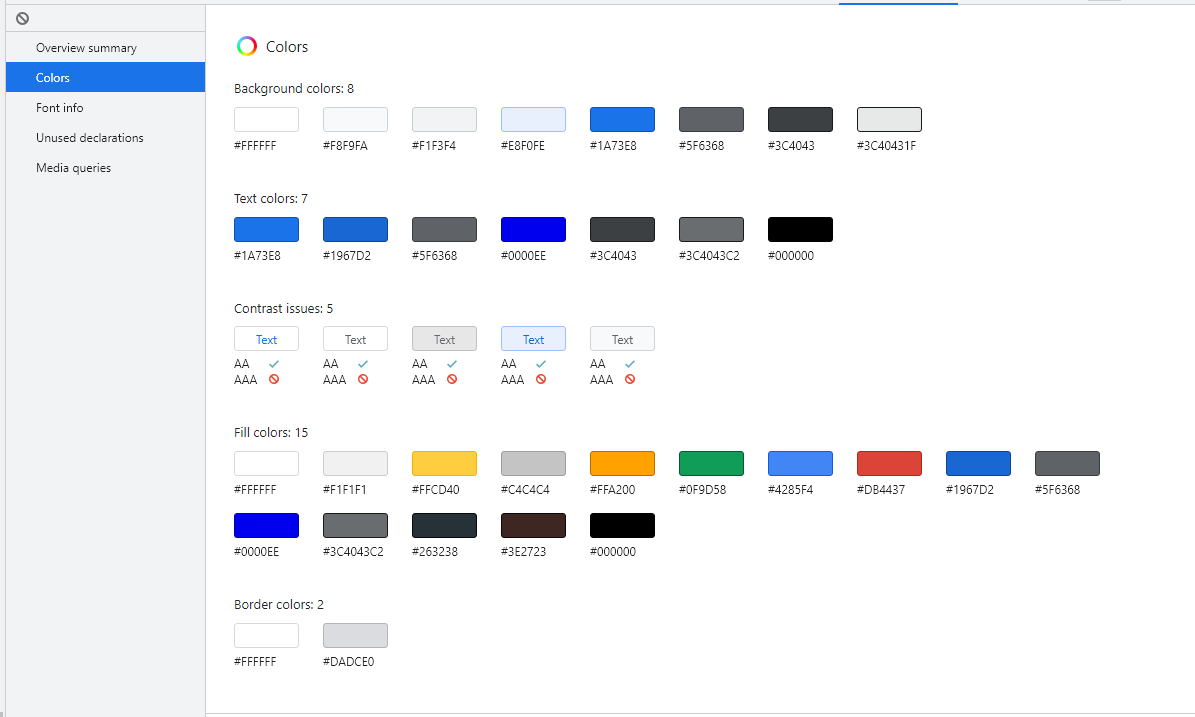 Overview summary
Colors
Font info
Unused declarations
Media queries
Colors
Background colors: 8
#FFFFFF #F8F9FA #F1F3F4 #E8F0FE #1A73E8 #5F6368 #3C4043 #3C40431F
Text colors: 7
#1A73E8 #1967D2 #5F6368 #0000EE #3C4043 #3C4043C2 #000000
Contrast issues: 5
Text Text Text Text Text
AA AA AA AA AA
AAA AAA AAA AAA AAA
Fill colors: 15
#FFFFFF #F1F1F1 #FFCD40 #C4C4C4 #FFA200 #0F9D58 #4285F4 #DB4437 #1967D2 #5F6368
#0000EE #3C4043C2 #263238 #3E2723 #000000
Border colors: 2
#FFFFFF #DADCE0